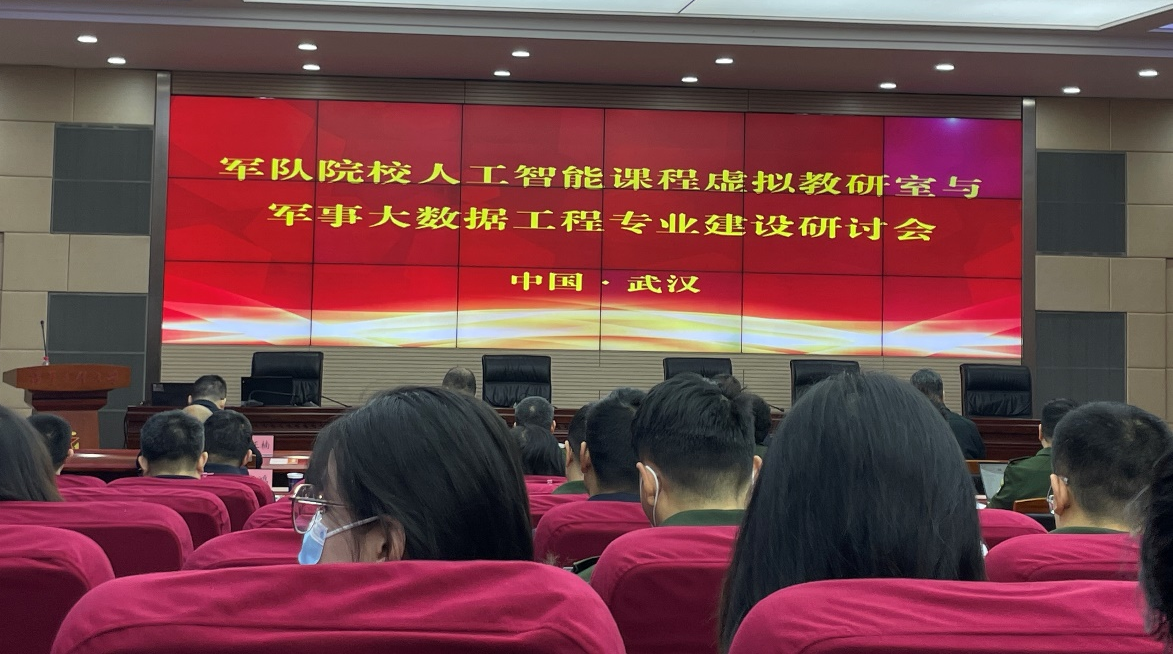 军队院校人工智能课程虚拟教研室与
军事大数据工程专业建设研讨会
中国·武汉